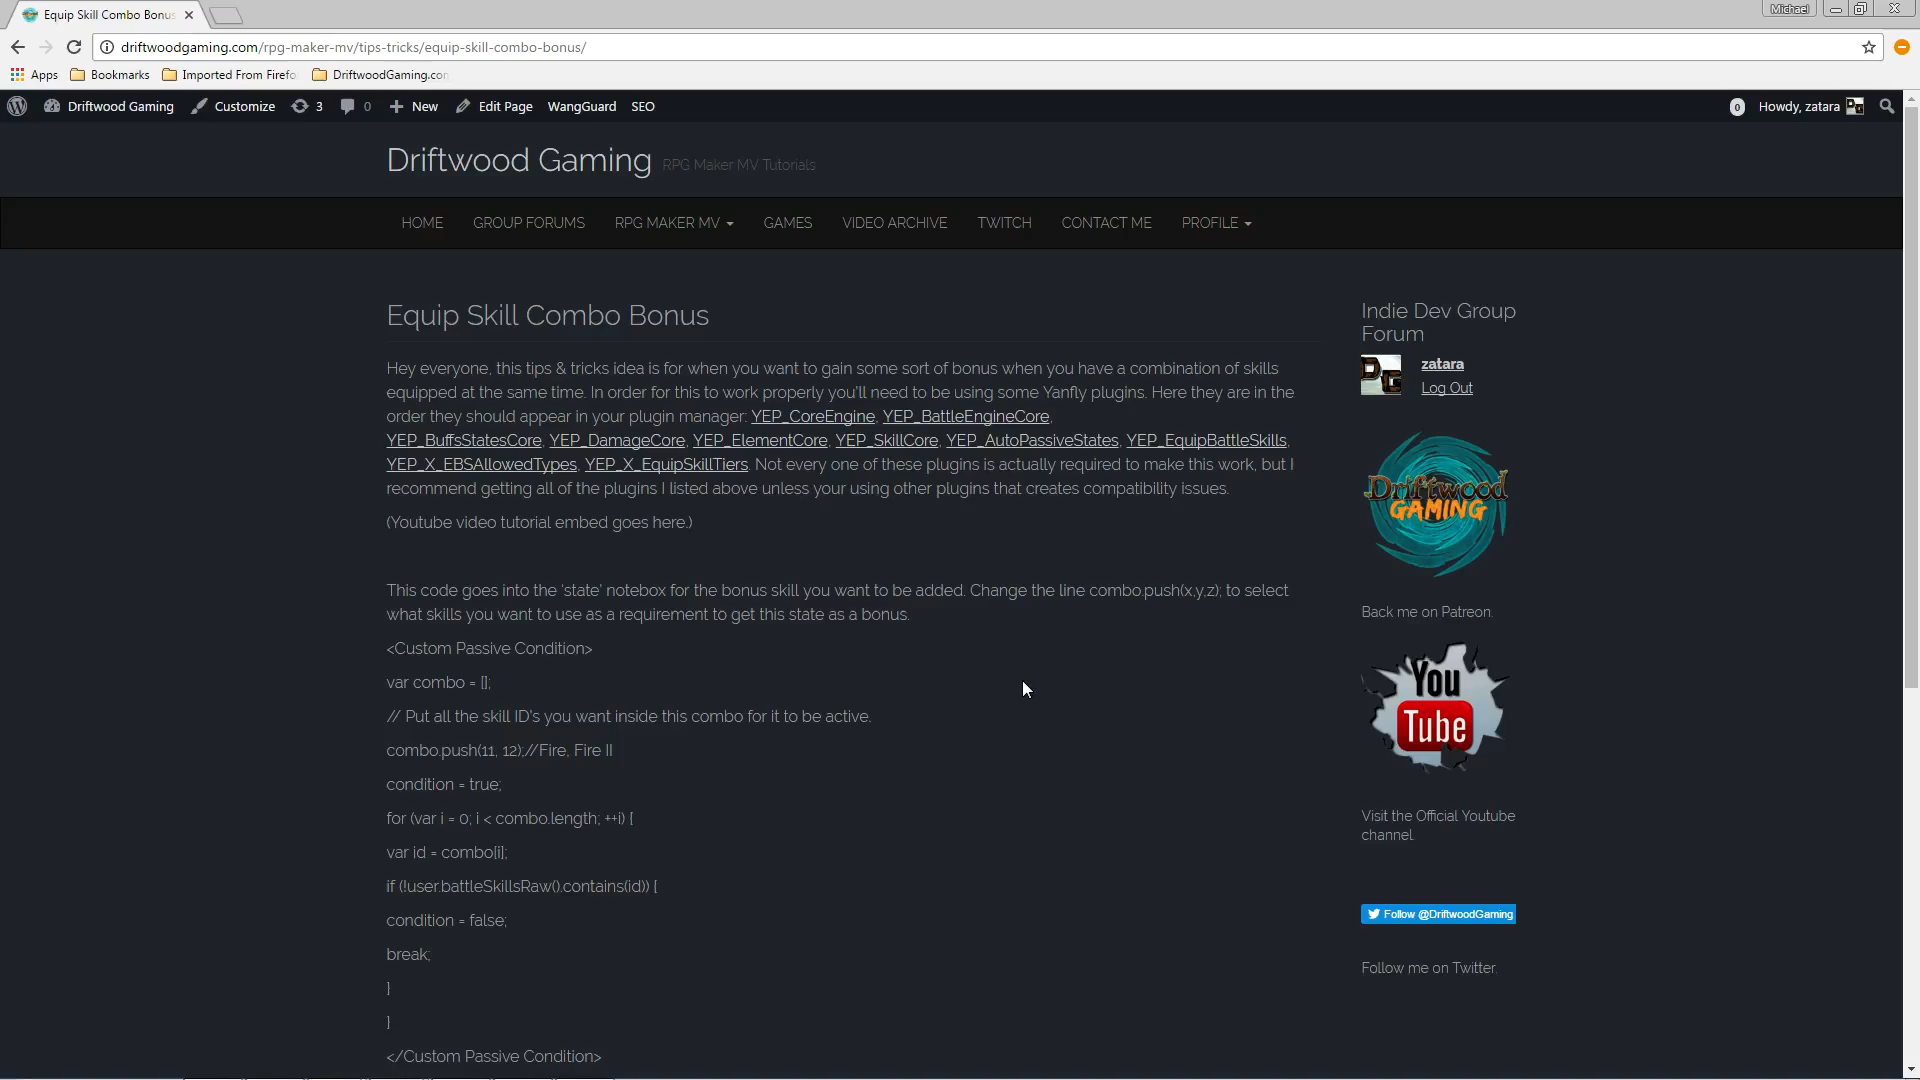 Equip Skill Combo Bonus
Michael
driftwoodgaming.com/rpg-maker-mv/tips-tricks/equip-skill-combo-bonus/
Apps Bookmarks Imported From Firefo DriftwoodGaming.con
Driftwood Gaming Customize 3 0 New Edit Page WangGuard SEO 0 Howdy, zatara
Driftwood Gaming RPG Maker MV Tutorials
HOME GROUP FORUMS RPG MAKER MV GAMES VIDEO ARCHIVE TWITCH CONTACT ME PROFILE
Equip Skill Combo Bonus
Hey everyone, this tips & tricks idea is for when you want to gain some sort of bonus when you have a combination of skills
equipped at the same time. In order for this to work properly you'll need to be using some Yanfly plugins. Here they are in the
order they should appear in your plugin manager: YEP_CoreEngine, YEP_BattleEngineCore,
YEP_BuffsStatesCore, YEP_DamageCore, YEP_ElementCore, YEP_SkillCore, YEP_AutoPassiveStates, YEP_EquipBattleSkills,
YEP_X_EBSAllowedTypes, YEP_X_EquipSkillTiers. Not every one of these plugins is actually required to make this work, but I
recommend getting all of the plugins I listed above unless your using other plugins that creates compatibility issues.
(Youtube video tutorial embed goes here.)
This code goes into the 'state' notebox for the bonus skill you want to be added. Change the line combo.push(x,y,z); to select
what skills you want to use as a requirement to get this state as a bonus.
<Custom Passive Condition>
var combo = [];
// Put all the skill ID's you want inside this combo for it to be active.
combo.push(11, 12);//Fire, Fire II
condition = true;
for (var i = 0; i < combo.length; ++i) {
var id = combo[i];
if (!user.battleSkillsRaw().contains(id)) {
condition = false;
break;
}
}
</Custom Passive Condition>
Indie Dev Group
Forum
zatara
Log Out
Driftwood
GAMING
Back me on Patreon.
You
Tube
Visit the Official Youtube
channel.
Follow @DriftwoodGaming
Follow me on Twitter.